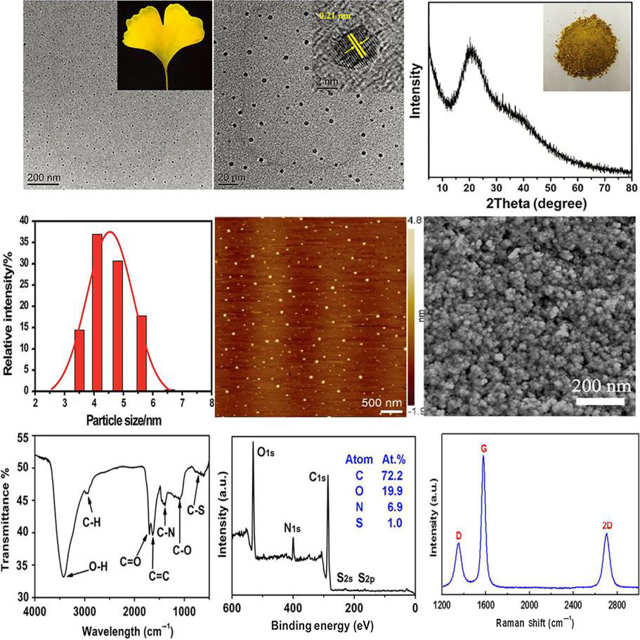 0.21 nm
2 nm
200 nm
20 nm
Intensity
10 20 30 40 50 60 70 80
2Theta (degree)
Relative intensity/%
40
35
30
25
20
15
10
5
0
2 3 4 5 6 7 8
Particle size/nm
4.8
nm
-1.9
500 nm
200 nm
Transmittance %
55
50
45
40
35
30
C-H
O-H
C=O
C=C
C-N
C-O
C-S
4000 3000 2000 1000 500
Wavelength (cm⁻¹)
Intensity (a.u.)
O1s
N1s
C1s
S2s
S2p
Atom At.%
C 72.2
O 19.9
N 6.9
S 1.0
600 400 200 0
Binding energy (eV)
Intensity (a.u.)
D
G
2D
1200 1600 2000 2400 2800
Raman shift (cm⁻¹)